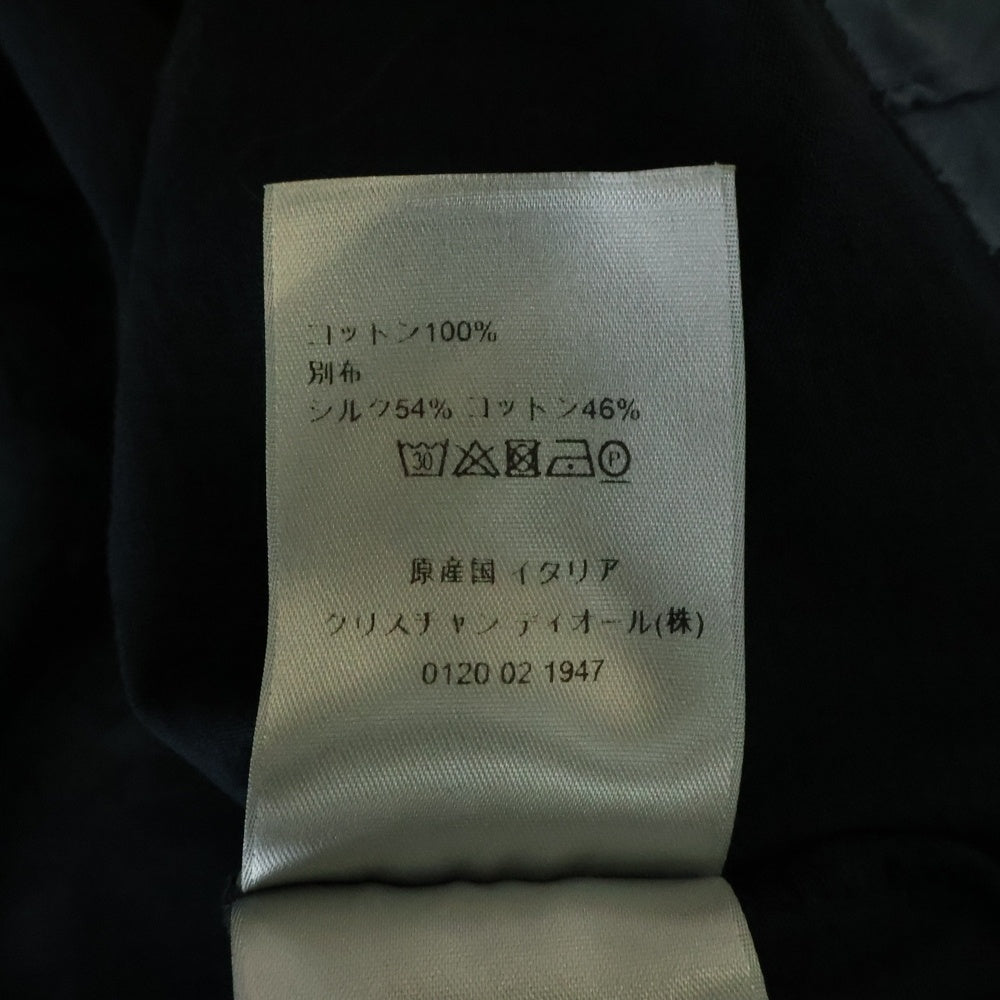 コットン100%
別布
シルク54% コットン46%
30 P
原産国 イタリア
クリスチャン ディオール(株)
0120 02 1947